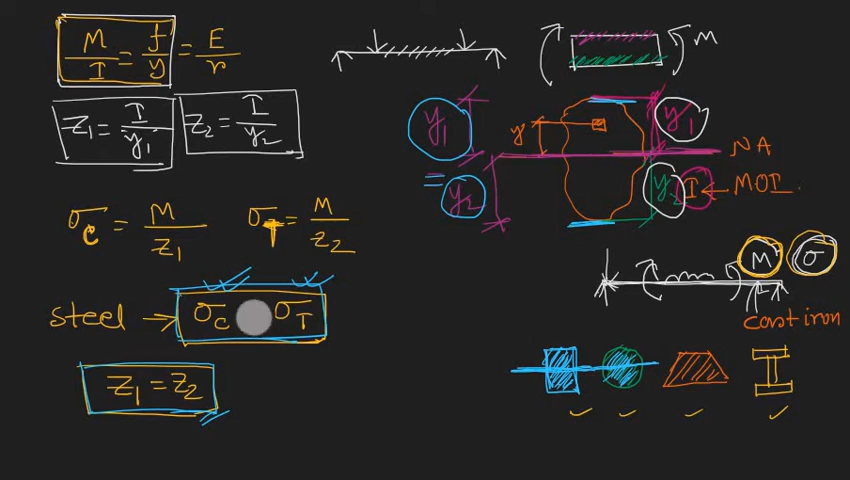 M/I = f/y = E/r
Z₁ = I/y₁ Z₂ = I/y₂
σc = M/Z₁ σT = M/Z₂
steel → σc σT
Z₁ = Z₂
M
y₁
= y₂
y
y₁
NA
y₂ I ← MOI.
M σ
cast iron